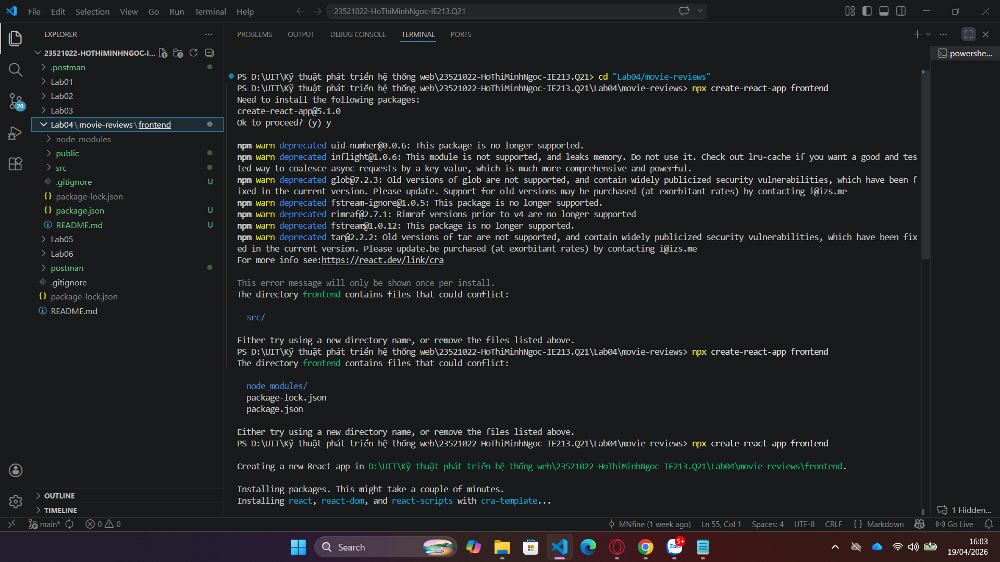 File Edit Selection View Go Run Terminal Help
23521022-HoThiMinhNgoc-IE213.Q21
EXPLORER
23521022-HOTHIMINHNGOC-I...
.postman
Lab01
Lab02
Lab03
Lab04\movie-reviews\frontend
node_modules
public
src
.gitignore U
package-lock.json
package.json U
README.md U
Lab05
Lab06
postman
.gitignore
package-lock.json
README.md
OUTLINE
TIMELINE
20
PROBLEMS OUTPUT DEBUG CONSOLE TERMINAL PORTS
powershe...
PS D:\UIT\Kỹ thuật phát triển hệ thống web\23521022-HoThiMinhNgoc-IE213.Q21> cd "Lab04/movie-reviews"
PS D:\UIT\Kỹ thuật phát triển hệ thống web\23521022-HoThiMinhNgoc-IE213.Q21\Lab04\movie-reviews> npx create-react-app frontend
Need to install the following packages:
create-react-app@5.1.0
Ok to proceed? (y) y
npm warn deprecated uid-number@0.0.6: This package is no longer supported.
npm warn deprecated inflight@1.0.6: This module is not supported, and leaks memory. Do not use it. Check out lru-cache if you want a good and tes
ted way to coalesce async requests by a key value, which is much more comprehensive and powerful.
npm warn deprecated glob@7.2.3: Old versions of glob are not supported, and contain widely publicized security vulnerabilities, which have been f
ixed in the current version. Please update. Support for old versions may be purchased (at exorbitant rates) by contacting i@izs.me
npm warn deprecated fstream-ignore@1.0.5: This package is no longer supported.
npm warn deprecated rimraf@2.7.1: Rimraf versions prior to v4 are no longer supported
npm warn deprecated fstream@1.0.12: This package is no longer supported.
npm warn deprecated tar@2.2.2: Old versions of tar are not supported, and contain widely publicized security vulnerabilities, which have been fix
ed in the current version. Please update.be purchased (at exorbitant rates) by contacting i@izs.me
For more info see:https://react.dev/link/cra
This error message will only be shown once per install.
The directory frontend contains files that could conflict:
src/
Either try using a new directory name, or remove the files listed above.
PS D:\UIT\Kỹ thuật phát triển hệ thống web\23521022-HoThiMinhNgoc-IE213.Q21\Lab04\movie-reviews> npx create-react-app frontend
The directory frontend contains files that could conflict:
node_modules/
package-lock.json
package.json
Either try using a new directory name, or remove the files listed above.
PS D:\UIT\Kỹ thuật phát triển hệ thống web\23521022-HoThiMinhNgoc-IE213.Q21\Lab04\movie-reviews> npx create-react-app frontend
Creating a new React app in D:\UIT\Kỹ thuật phát triển hệ thống web\23521022-HoThiMinhNgoc-IE213.Q21\Lab04\movie-reviews\frontend.
Installing packages. This might take a couple of minutes.
Installing react, react-dom, and react-scripts with cra-template...
1 Hidden...
main* 0 0 MNfine (1 week ago) Ln 55, Col 1 Spaces: 4 UTF-8 CRLF {} Markdown Go Live
Search
Zalo
5+
16:03
19/04/2026